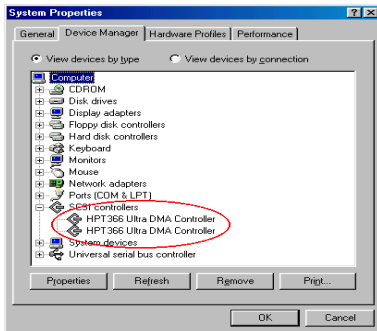 System Properties
General Device Manager Hardware Profiles Performance
View devices by type View devices by connection
Computer
CDROM
Disk drives
Display adapters
Floppy disk controllers
Hard disk controllers
Keyboard
Monitors
Mouse
Network adapters
Ports (COM & LPT)
SCSI controllers
HPT366 Ultra DMA Controller
HPT366 Ultra DMA Controller
System devices
Universal serial bus controller
Properties Refresh Remove Print...
OK Cancel